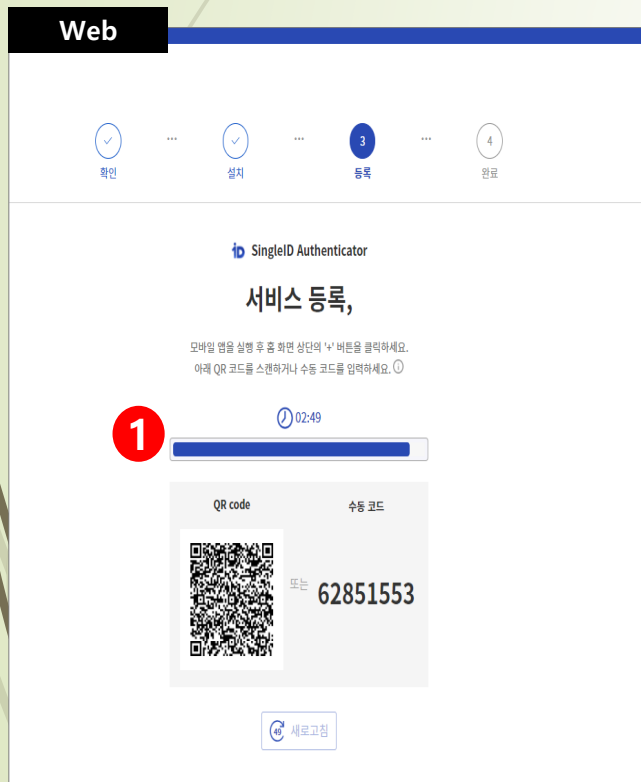 Web
3
4
확인
설치
등록
완료
iD SingleID Authenticator
서비스 등록,
모바일 앱을 실행 후 홈 화면 상단의 '+' 버튼을 클릭하세요.
아래 QR 코드를 스캔하거나 수동 코드를 입력하세요. i
02:49
1
QR code
수동 코드
또는
62851553
49 새로고침